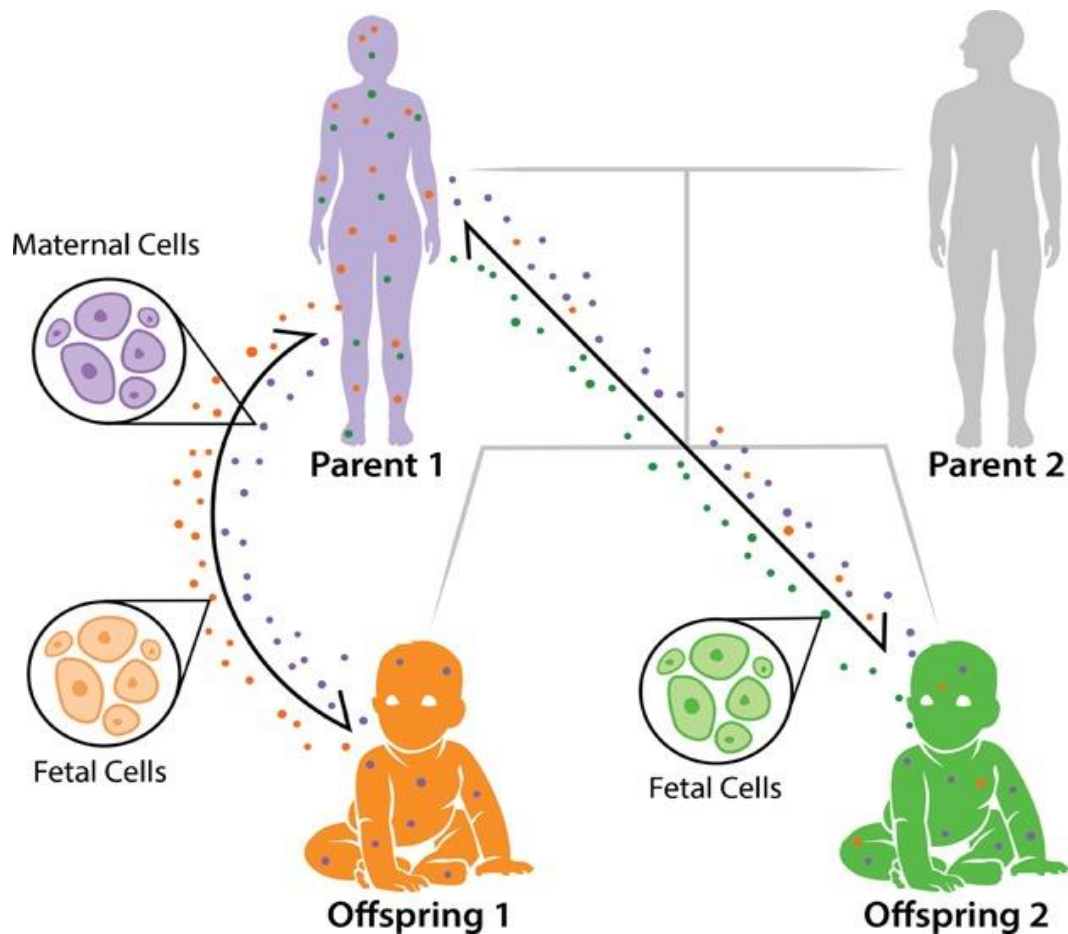 Maternal Cells
Parent 1
Parent 2
Fetal Cells
Fetal Cells
Offspring 1
Offspring 2